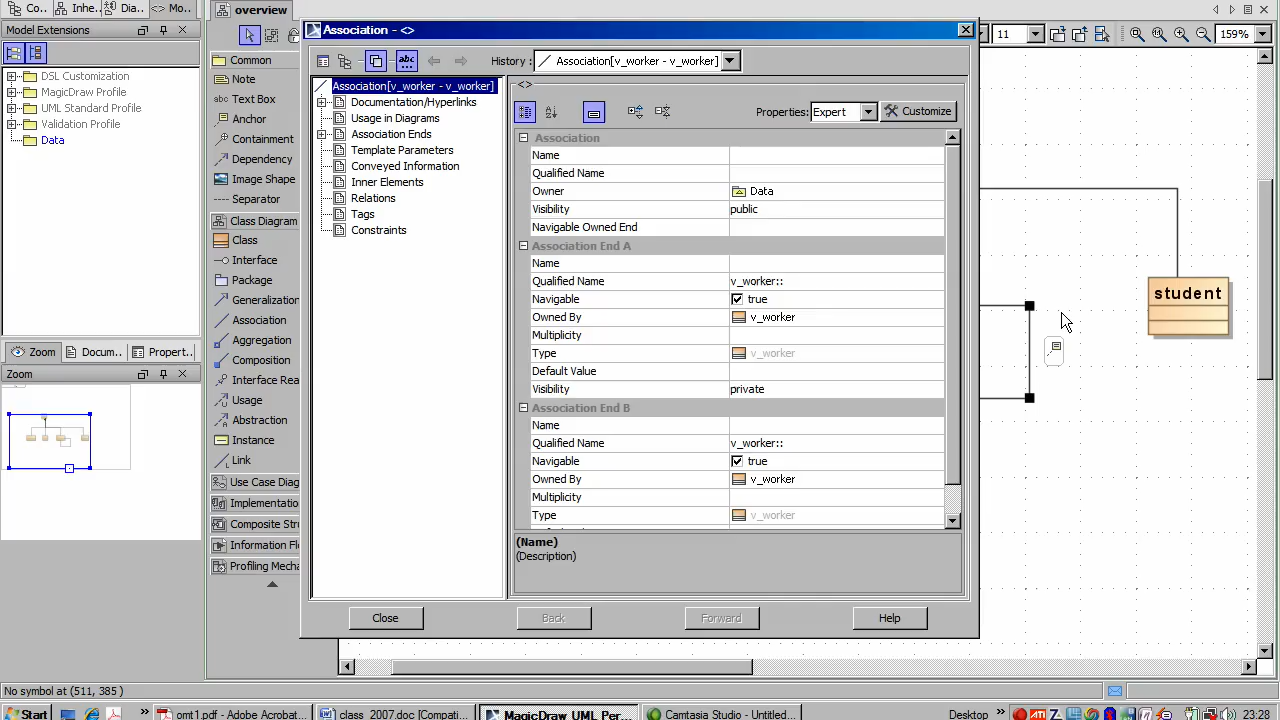 Co..
Inhe..
Dia..
Mo..
overview
Model Extensions
DSL Customization
MagicDraw Profile
UML Standard Profile
Validation Profile
Data
Zoom
Docum..
Propert..
Zoom
Common
Note
abc Text Box
Anchor
Containment
Dependency
Image Shape
Separator
Class Diagram
Class
Interface
Package
Generalization
Association
Aggregation
Composition
Interface Rea
Usage
Abstraction
Instance
Link
Use Case Diag
Implementatio
Composite Stru
Information Fl
Profiling Mecha
Association - <>
abc
History :
Association[v_worker - v_worker]
Association[v_worker - v_worker]
Documentation/Hyperlinks
Usage in Diagrams
Association Ends
Template Parameters
Conveyed Information
Inner Elements
Relations
Tags
Constraints
<>
Properties: Expert
Customize
Association
Name
Qualified Name
Owner Data
Visibility public
Navigable Owned End
Association End A
Name
Qualified Name v_worker::
Navigable true
Owned By v_worker
Multiplicity
Type v_worker
Default Value
Visibility private
Association End B
Name
Qualified Name v_worker::
Navigable true
Owned By v_worker
Multiplicity
Type v_worker
(Name)
(Description)
Close
Back
Forward
Help
11
159%
student
No symbol at (511, 385 )
Start
omt1.pdf - Adobe Acrobat..
class_2007.doc [Compat..
MagicDraw UML Per..
Camtasia Studio - Untitled..
Desktop
23:28